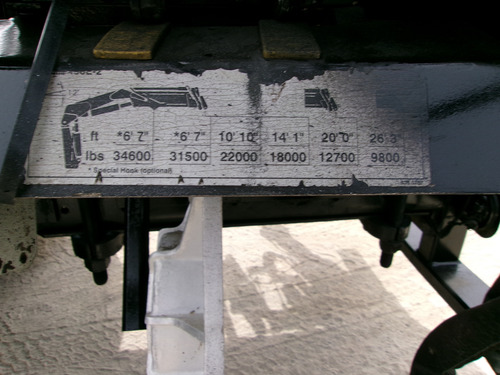 12'
ft *6' 7" *6' 7" 10' 10" 14' 1" 20' 0" 26' 3"
lbs 34600 31500 22000 18000 12700 9800
* Special Hook (optional)